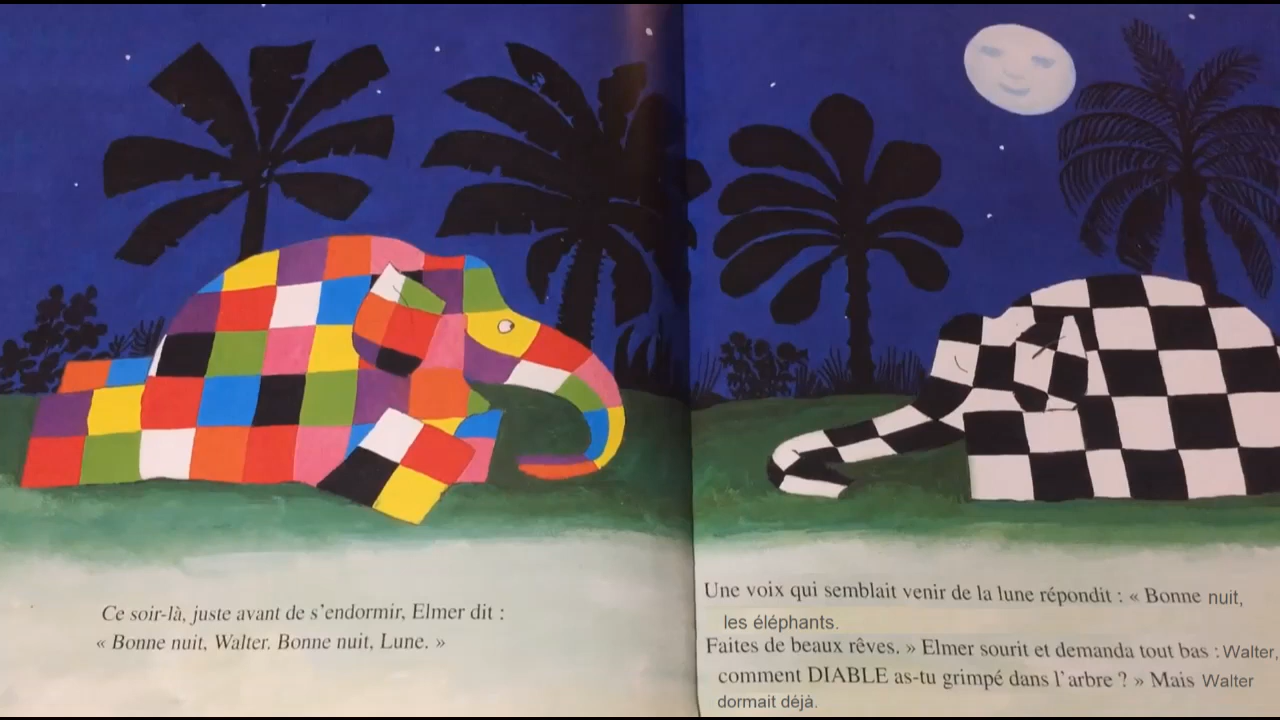 Ce soir-là, juste avant de s'endormir, Elmer dit :
« Bonne nuit, Walter. Bonne nuit, Lune. »
Une voix qui semblait venir de la lune répondit : « Bonne nuit,
les éléphants.
Faites de beaux rêves. » Elmer sourit et demanda tout bas : Walter,
comment DIABLE as-tu grimpé dans l'arbre ? » Mais Walter
dormait déjà.